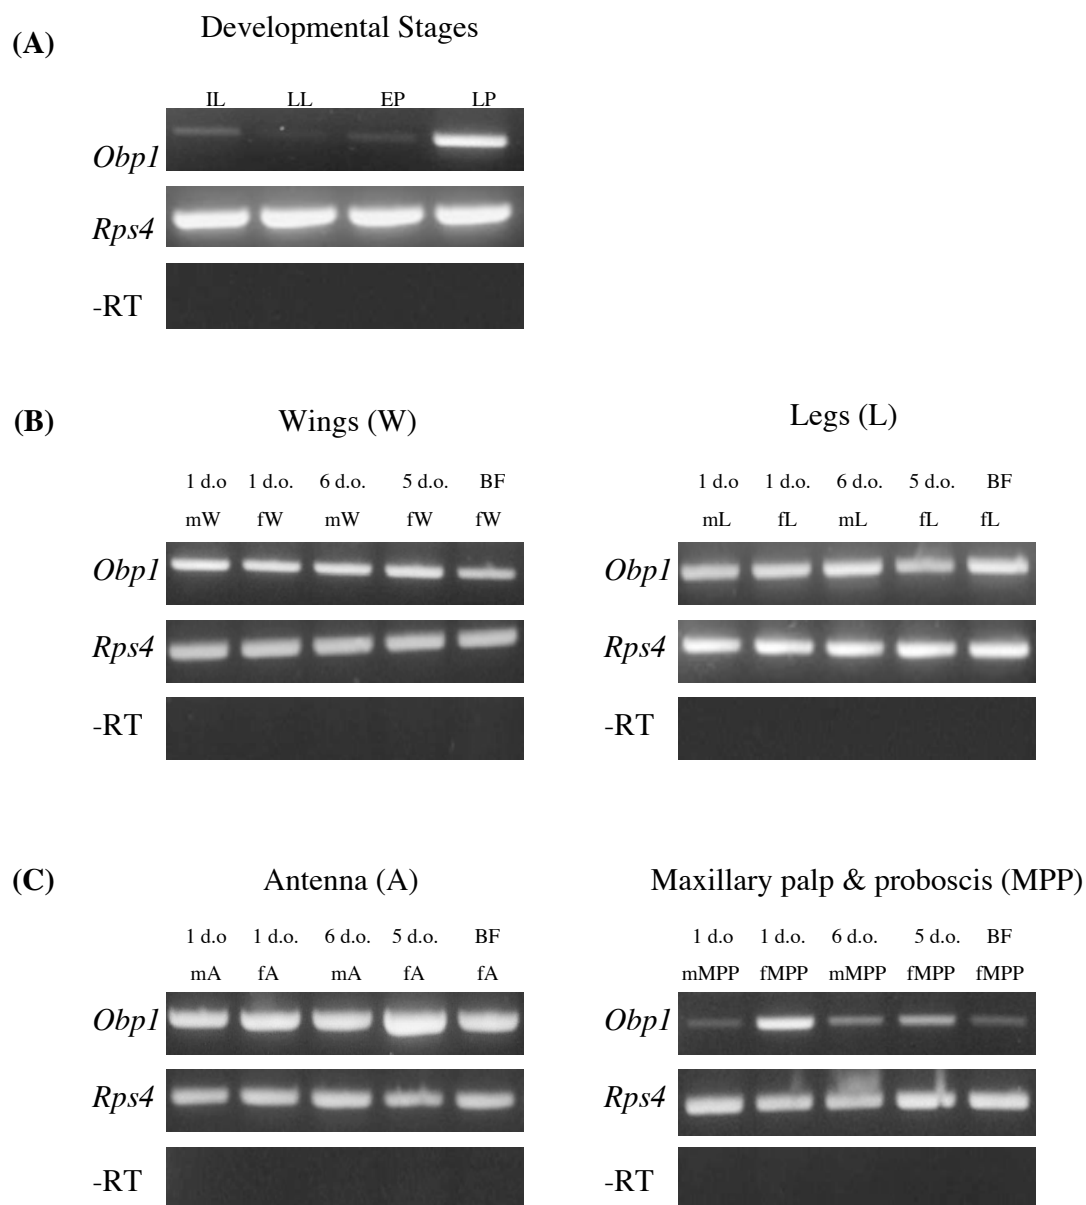 (A)
Developmental Stages
IL LL EP LP
Obp1
Rps4
-RT
(B)
Wings (W)
1 d.o 1 d.o. 6 d.o. 5 d.o. BF
mW fW mW fW fW
Obp1
Rps4
-RT
Legs (L)
1 d.o 1 d.o. 6 d.o. 5 d.o. BF
mL fL mL fL fL
Obp1
Rps4
-RT
(C)
Antenna (A)
1 d.o 1 d.o. 6 d.o. 5 d.o. BF
mA fA mA fA fA
Obp1
Rps4
-RT
Maxillary palp & proboscis (MPP)
1 d.o 1 d.o. 6 d.o. 5 d.o. BF
mMPP fMPP mMPP fMPP fMPP
Obp1
Rps4
-RT